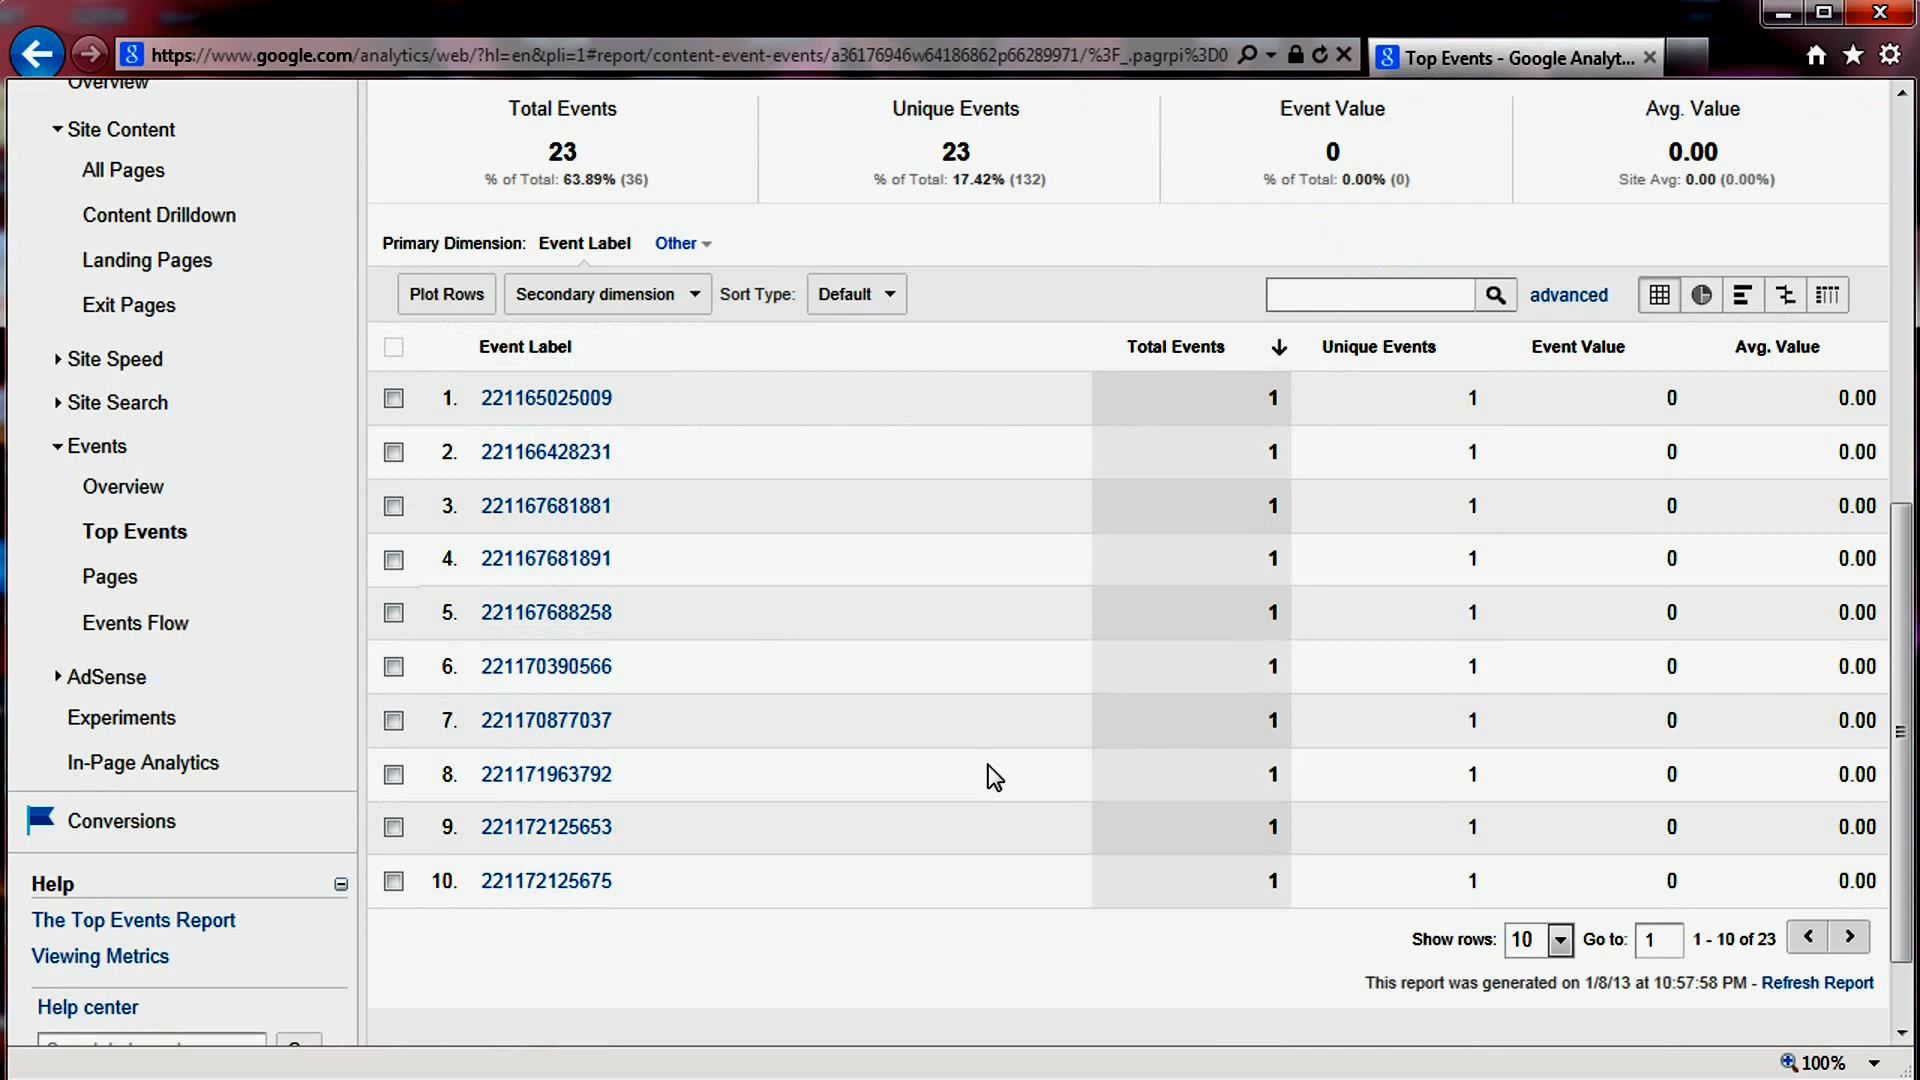 https://www.google.com/analytics/web/?hl=en&pli=1#report/content-event-events/a36176946w64186862p66289971/%3F_.pagrpi%3D0
Top Events - Google Analyt...
Overview
Site Content
All Pages
Content Drilldown
Landing Pages
Exit Pages
Site Speed
Site Search
Events
Overview
Top Events
Pages
Events Flow
AdSense
Experiments
In-Page Analytics
Conversions
Help
The Top Events Report
Viewing Metrics
Help center
Total Events Unique Events Event Value Avg. Value
23 23 0 0.00
% of Total: 63.89% (36) % of Total: 17.42% (132) % of Total: 0.00% (0) Site Avg: 0.00 (0.00%)
Primary Dimension: Event Label Other
Plot Rows Secondary dimension Sort Type: Default advanced
Event Label Total Events Unique Events Event Value Avg. Value
1. 221165025009 1 1 0 0.00
2. 221166428231 1 1 0 0.00
3. 221167681881 1 1 0 0.00
4. 221167681891 1 1 0 0.00
5. 221167688258 1 1 0 0.00
6. 221170390566 1 1 0 0.00
7. 221170877037 1 1 0 0.00
8. 221171963792 1 1 0 0.00
9. 221172125653 1 1 0 0.00
10. 221172125675 1 1 0 0.00
Show rows: 10 Go to: 1 1 - 10 of 23
This report was generated on 1/8/13 at 10:57:58 PM - Refresh Report
100%